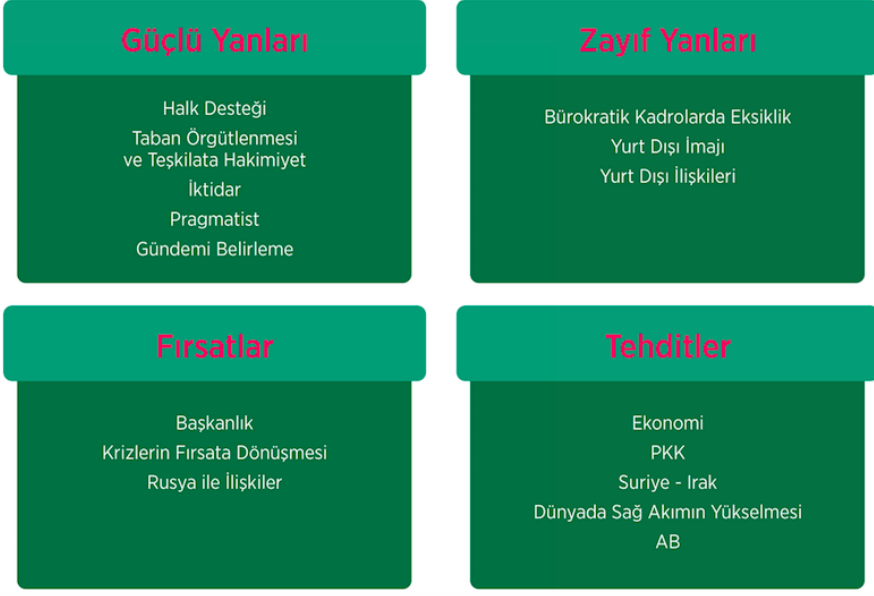 Güçlü Yanları
Halk Desteği
Taban Örgütlenmesi
ve Teşkilata Hakimiyet
İktidar
Pragmatist
Gündemi Belirleme
Zayıf Yanları
Bürokratik Kadrolarda Eksiklik
Yurt Dışı İmajı
Yurt Dışı İlişkileri
Fırsatlar
Başkanlık
Krizlerin Fırsata Dönüşmesi
Rusya ile İlişkiler
Tehditler
Ekonomi
PKK
Suriye - Irak
Dünyada Sağ Akımın Yükselmesi
AB